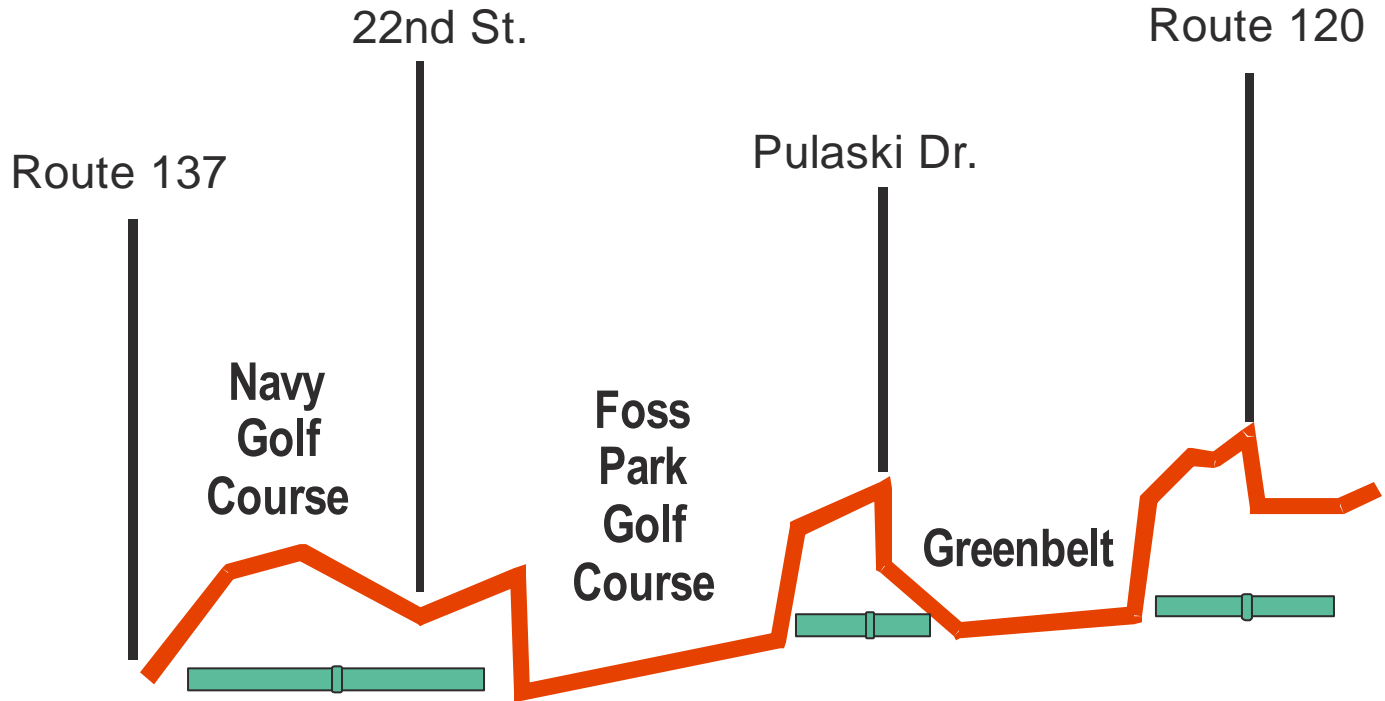 22nd St.
Route 120
Pulaski Dr.
Route 137
Navy
Golf
Course
Foss
Park
Golf
Course
Greenbelt